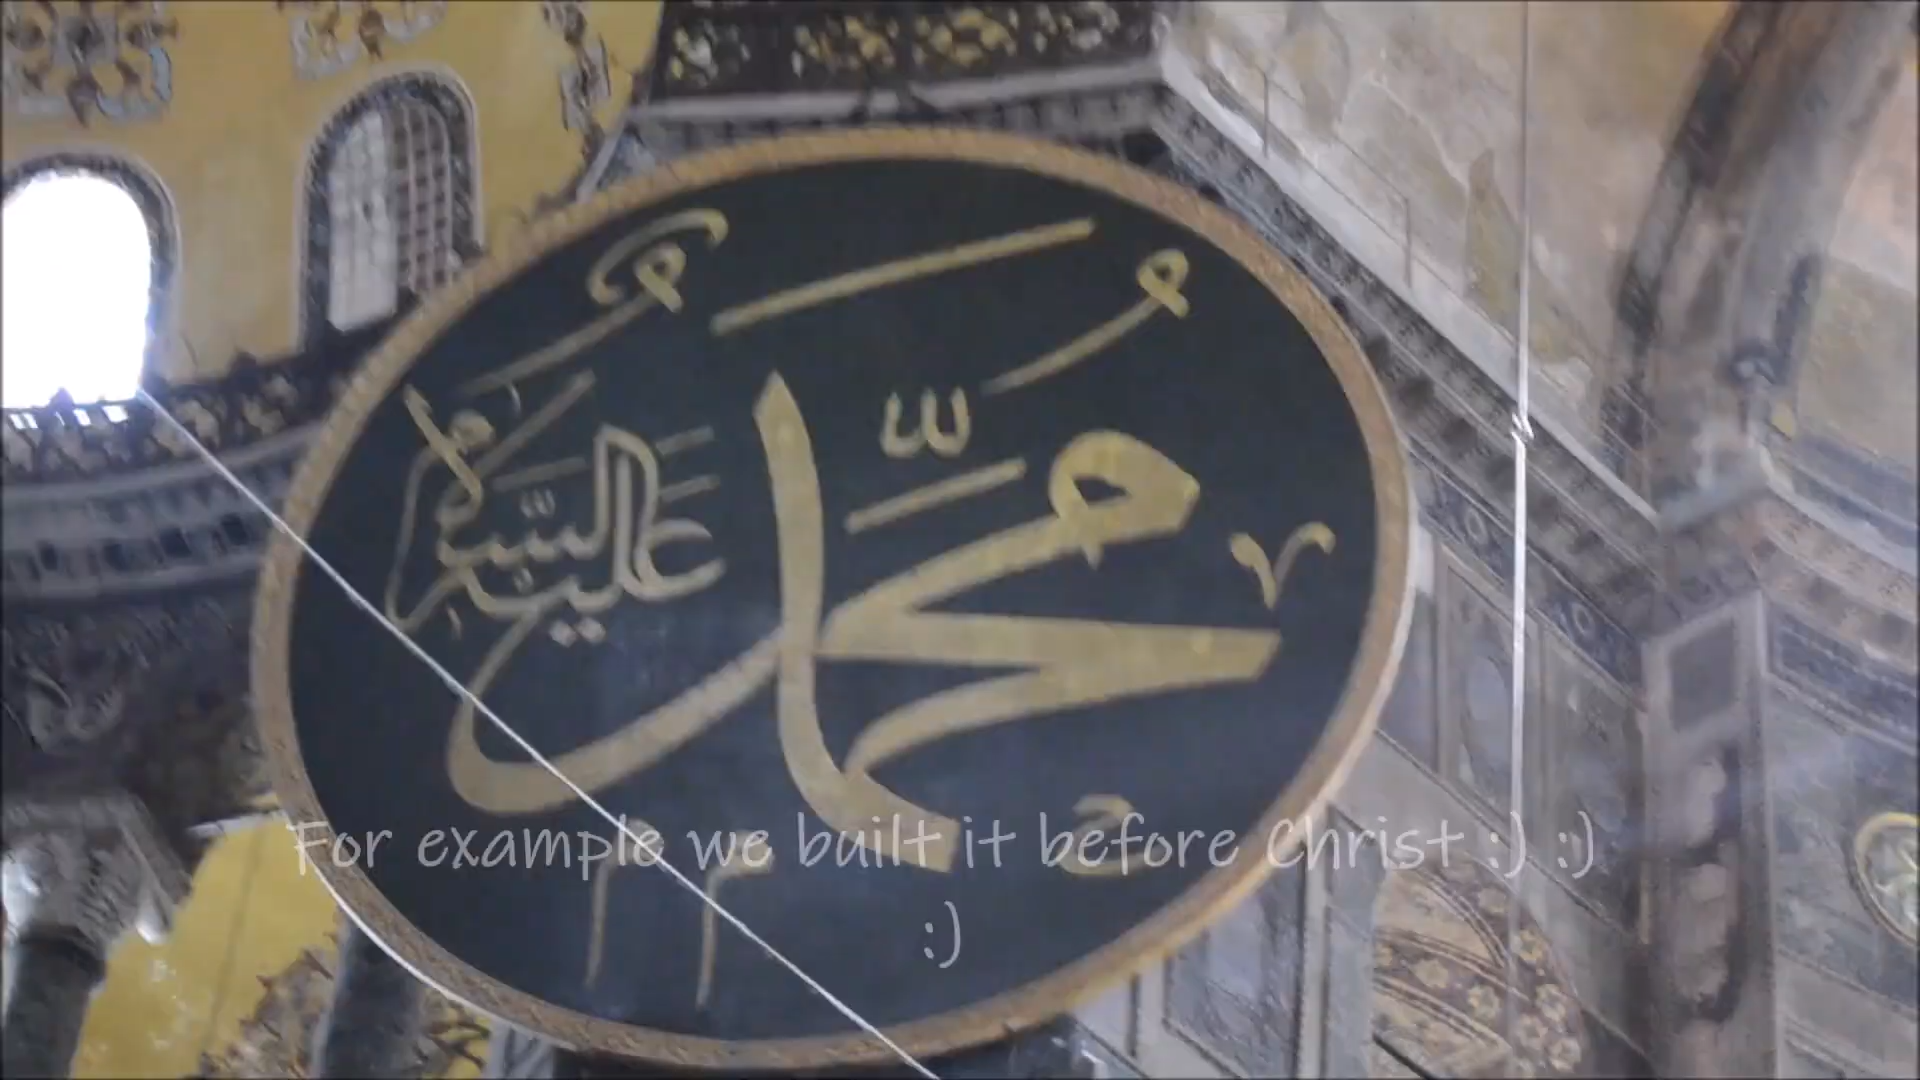 محمد
عليه السلام
For example we built it before Christ :) :)
:)